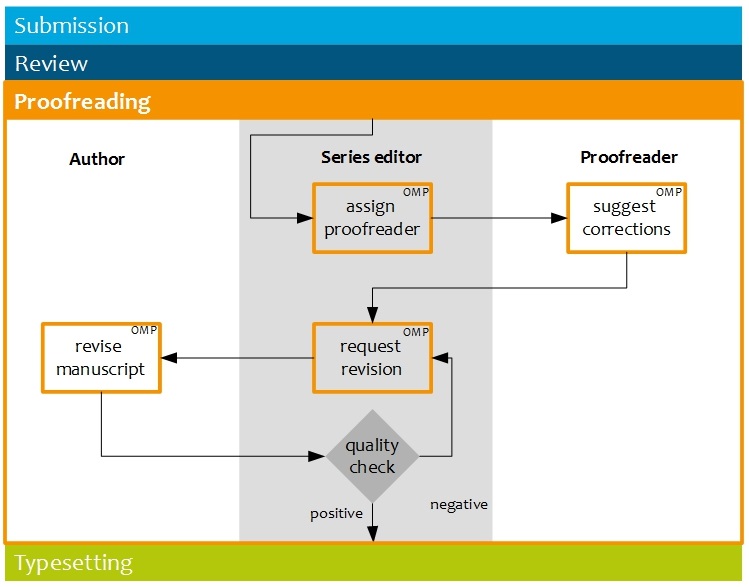 Submission
Review
Proofreading
Author
Series editor
Proofreader
OMP
assign
proofreader
OMP
suggest
corrections
OMP
revise
manuscript
OMP
request
revision
quality
check
positive
negative
Typesetting